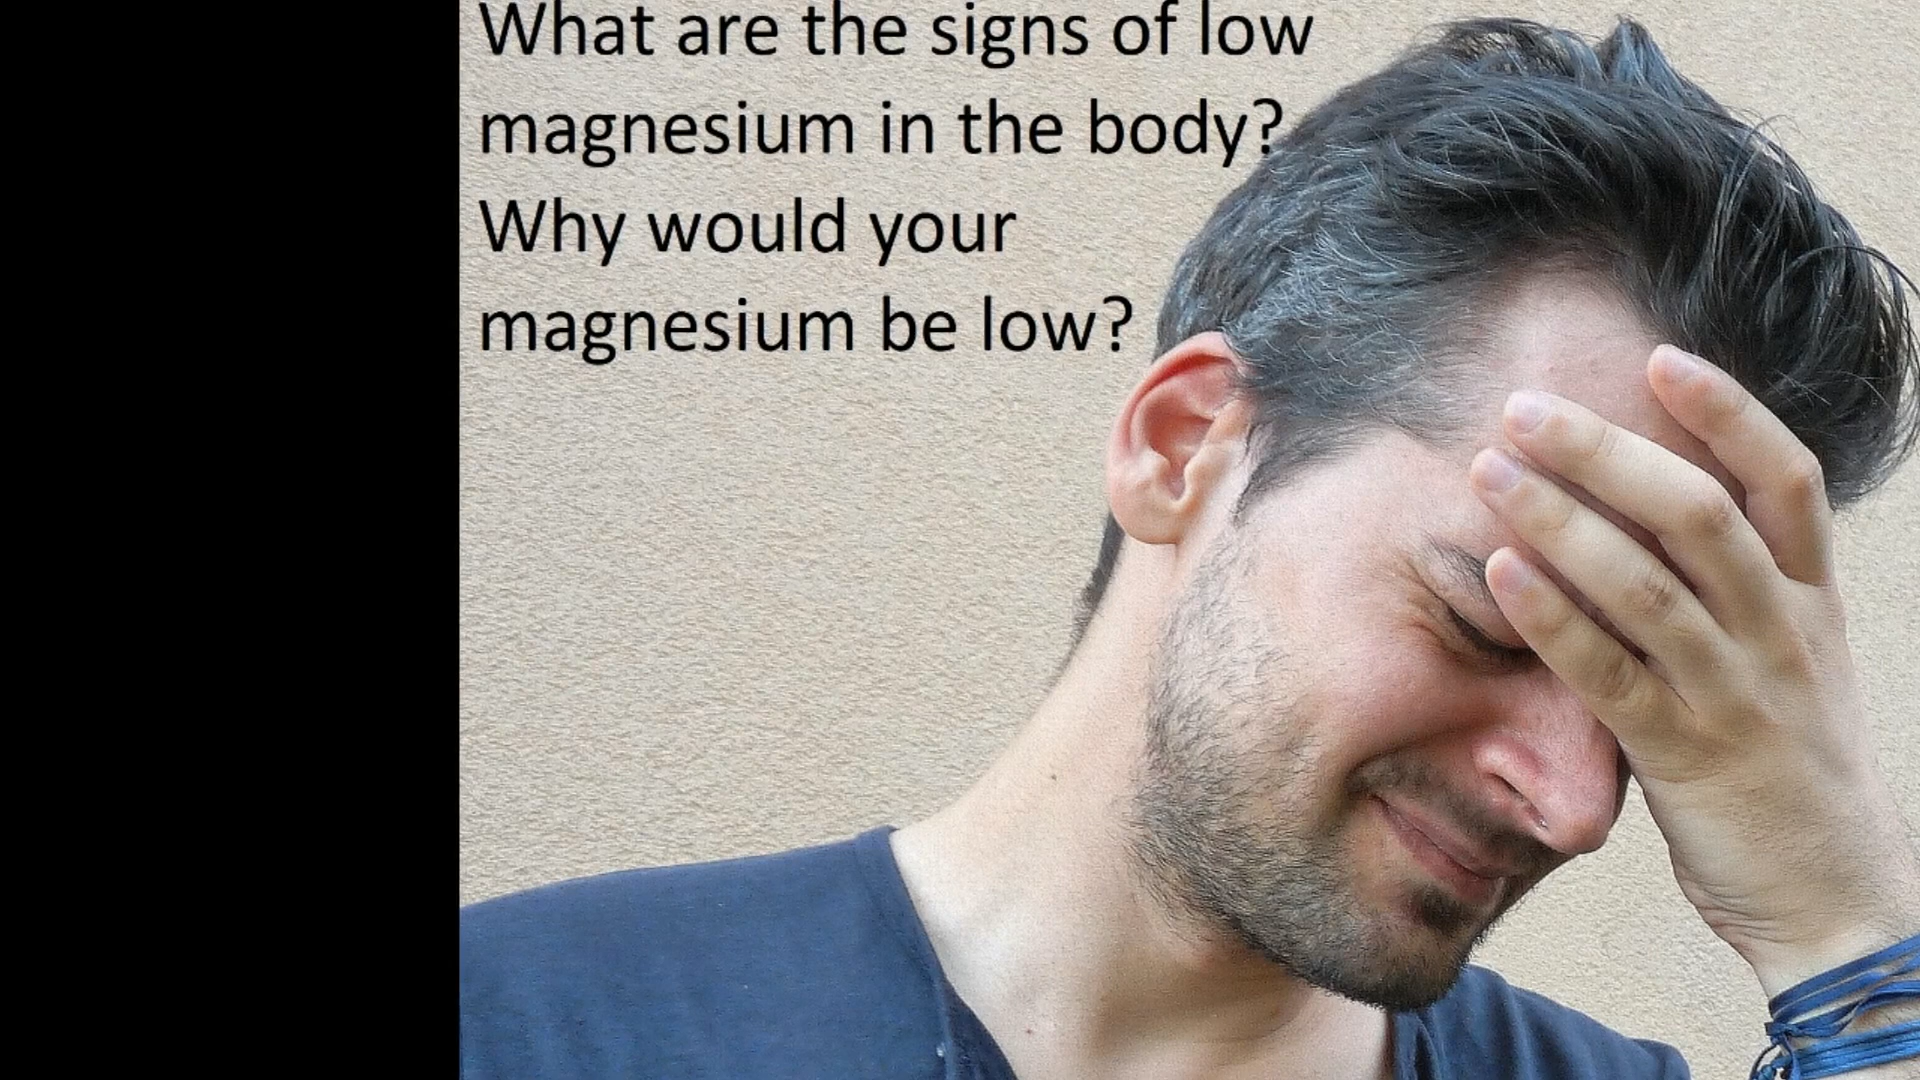 What are the signs of low
magnesium in the body?
Why would your
magnesium be low?